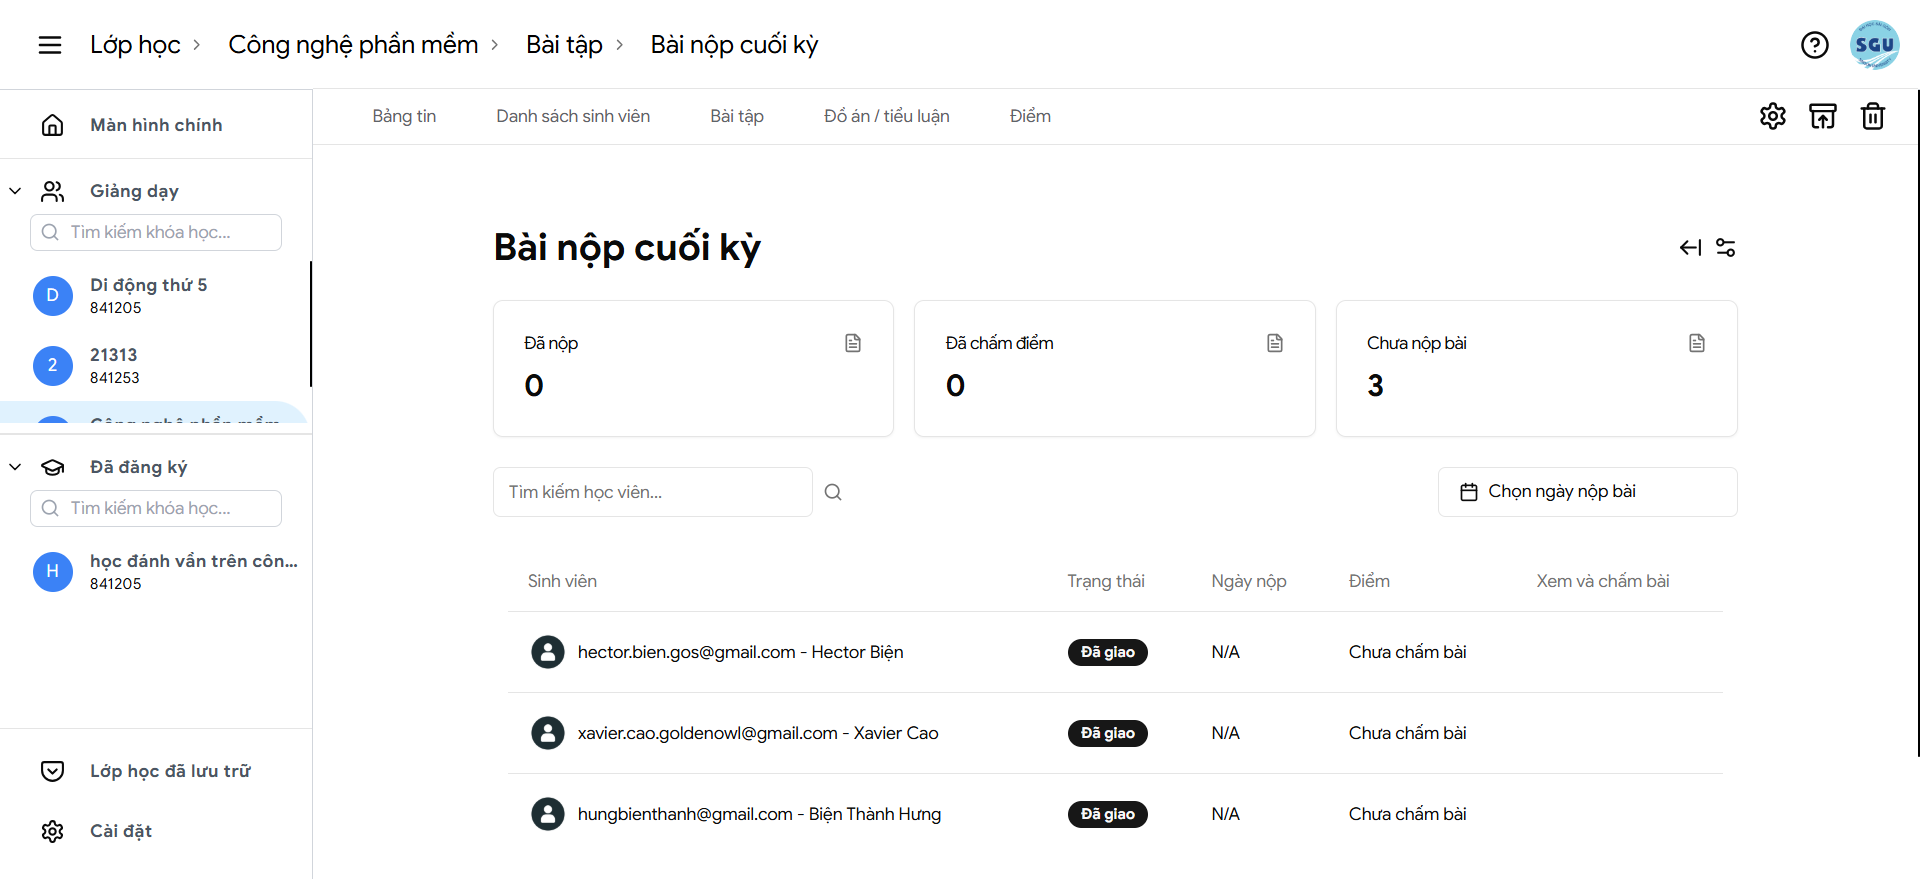 Lớp học > Công nghệ phần mềm > Bài tập > Bài nộp cuối kỳ
SGU
Màn hình chính
Bảng tin Danh sách sinh viên Bài tập Đồ án / tiểu luận Điểm
Giảng dạy
Tìm kiếm khóa học...
D
Di động thứ 5
841205
2
21313
841253
Công nghệ phần mềm
Đã đăng ký
Tìm kiếm khóa học...
H
học đánh vần trên côn...
841205
Lớp học đã lưu trữ
Cài đặt
Bài nộp cuối kỳ
Đã nộp
0
Đã chấm điểm
0
Chưa nộp bài
3
Tìm kiếm học viên...
Chọn ngày nộp bài
Sinh viên Trạng thái Ngày nộp Điểm Xem và chấm bài
hector.bien.gos@gmail.com - Hector Biện Đã giao N/A Chưa chấm bài
xavier.cao.goldenowl@gmail.com - Xavier Cao Đã giao N/A Chưa chấm bài
hungbienthanh@gmail.com - Biện Thành Hưng Đã giao N/A Chưa chấm bài